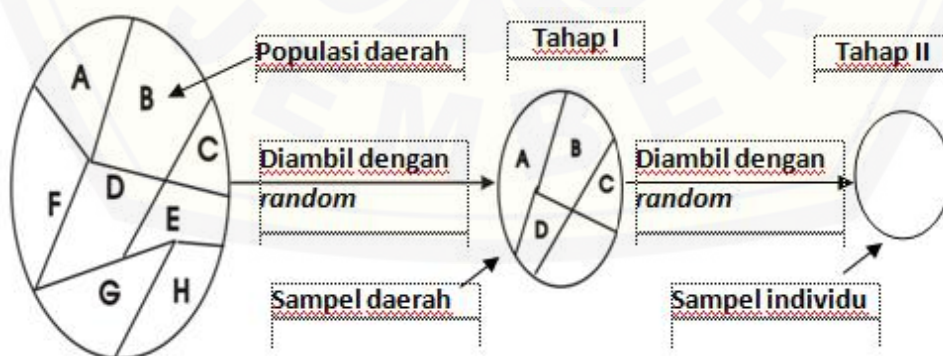 Populasi daerah
Tahap I
Tahap II
A
B
C
D
E
F
G
H
Diambil dengan
random
A
B
C
D
Diambil dengan
random
Sampel daerah
Sampel individu